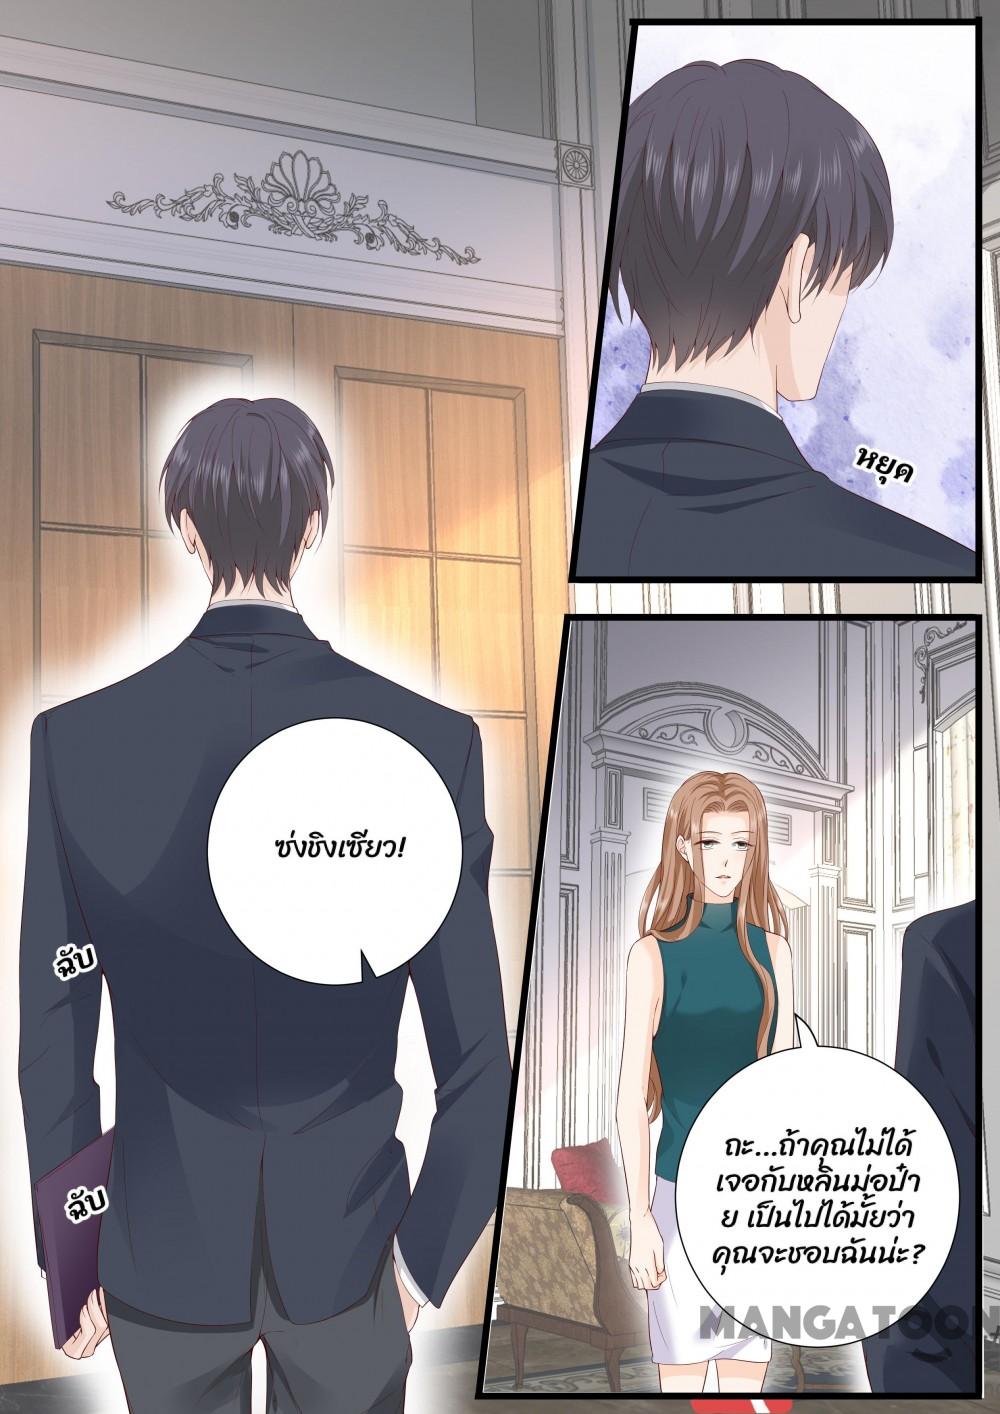 ซ่งชิงเซียว!
ฉับ
ฉับ
หยุด
ถะ...ถ้าคุณไม่ได้
เจอกับหลินม่อป๋า
ย เป็นไปได้มั้ยว่า
คุณจะชอบฉันน่ะ?
MANGATOON